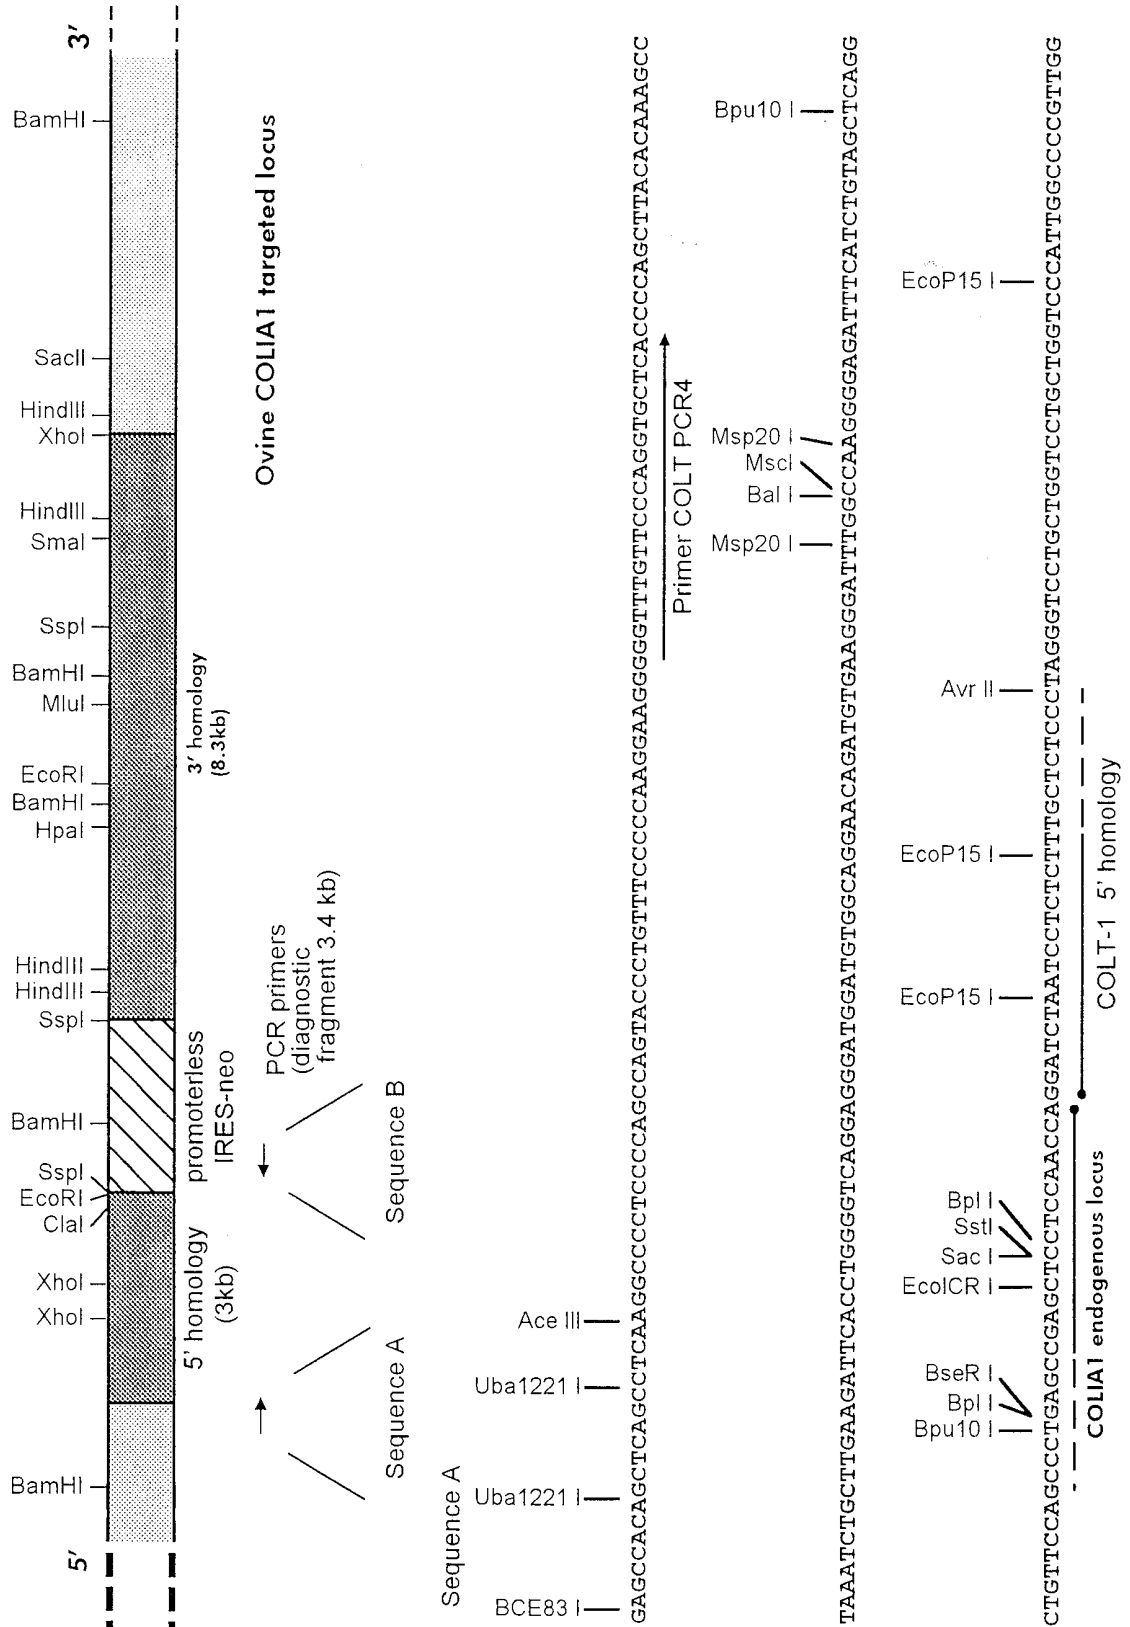 5'
BamHI
XhoI
XhoI
ClaI
EcoRI
SspI
BamHI
SspI
HindIII
HindIII
HpaI
BamHI
EcoRI
MluI
BamHI
SspI
SmaI
HindIII
XhoI
HindIII
SacII
BamHI
3'
5' homology
(3kb)
promoterless
IRES-neo
3' homology
(8.3kb)
Ovine COLIA1 targeted locus
PCR primers
(diagnostic
fragment 3.4 kb)
Sequence A
Sequence B
Sequence A
BCE83 I
Uba1221 I
Uba1221 I
Ace III
GAGCCACAGCTCAGCCTCAAGGCCCCTCCCCAGCCAGTACCCTGTTTCCCCCAAGGAAGGGGGTTTGTTCCCAGGTGCTCACCCCAGCTTACACAAAGCC
Primer COLT PCR4
Msp20 I
Bal I
MscI
Msp20 I
Bpu10 I
TAAATCTGCTTGAAGATTCACCTGGGGTCAGGAGGGATGGATGTGGCAGGAACAGATGTGAAGGGATTTGGCCAAGGGGAGATTTCATCTGTAGCTCAGG
Bpu10 I
Bpl I
BseR I
EcoICR I
Sac I
SstI
Bpl I
EcoP15 I
EcoP15 I
Avr II
EcoP15 I
CTGTTCCAGCCCTGAGCCGAGCTCCCTCCAACCAGGATCTAATCCTCTCTTTGCTCTCCCTAGGGTCCTGCTGGTCCTGCTGGTCCCATTGGCCCCGTTGG
COLIA1 endogenous locus
COLT-1 5' homology